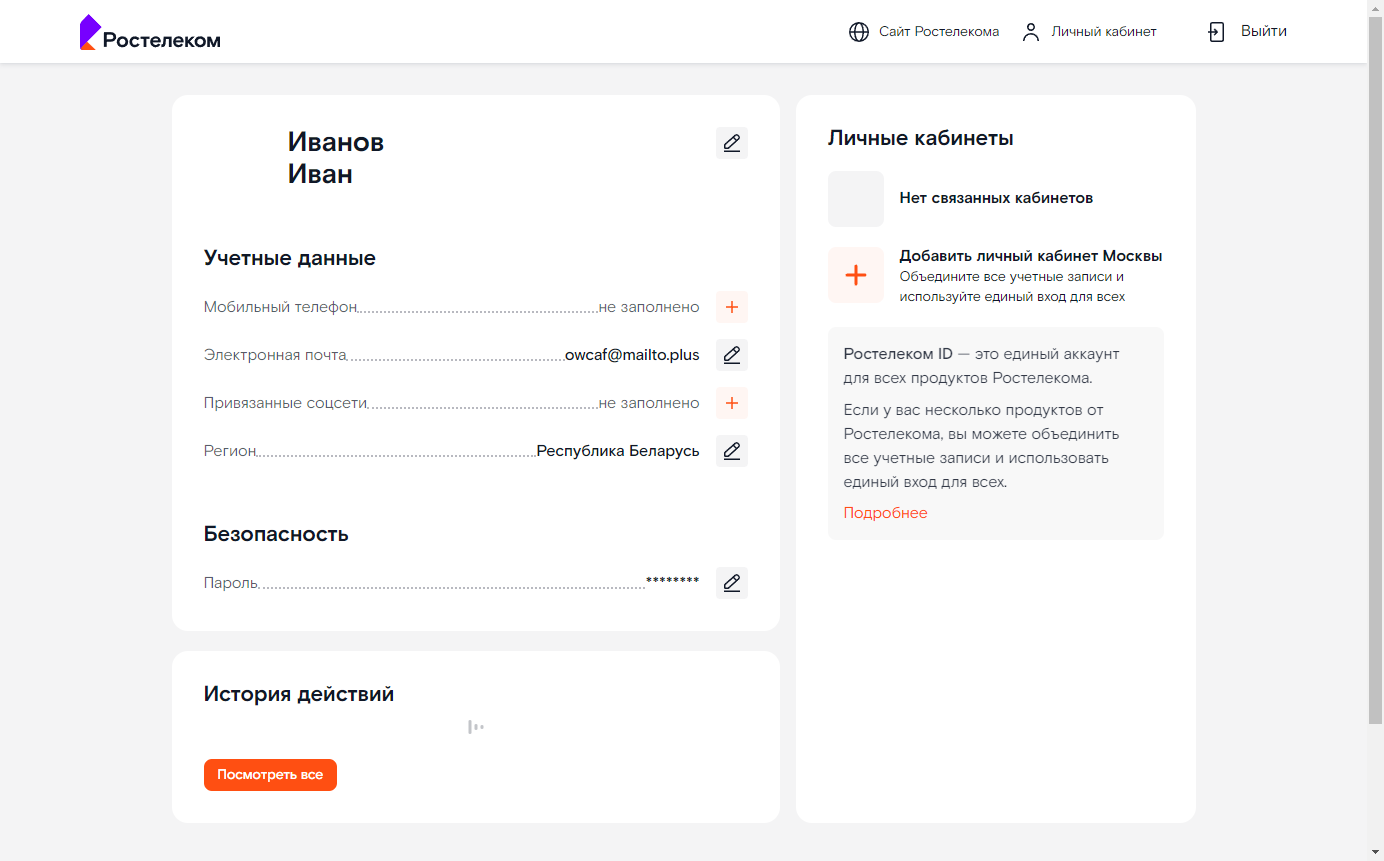 Ростелеком
Сайт Ростелекома
Личный кабинет
Выйти
Иванов
Иван
Учетные данные
Мобильный телефон не заполнено
Электронная почта owcaf@mailto.plus
Привязанные соцсети не заполнено
Регион Республика Беларусь
Безопасность
Пароль ********
История действий
Посмотреть все
Личные кабинеты
Нет связанных кабинетов
Добавить личный кабинет Москвы
Объедините все учетные записи и
используйте единый вход для всех
Ростелеком ID — это единый аккаунт
для всех продуктов Ростелекома.
Если у вас несколько продуктов от
Ростелекома, вы можете объединить
все учетные записи и использовать
единый вход для всех.
Подробнее